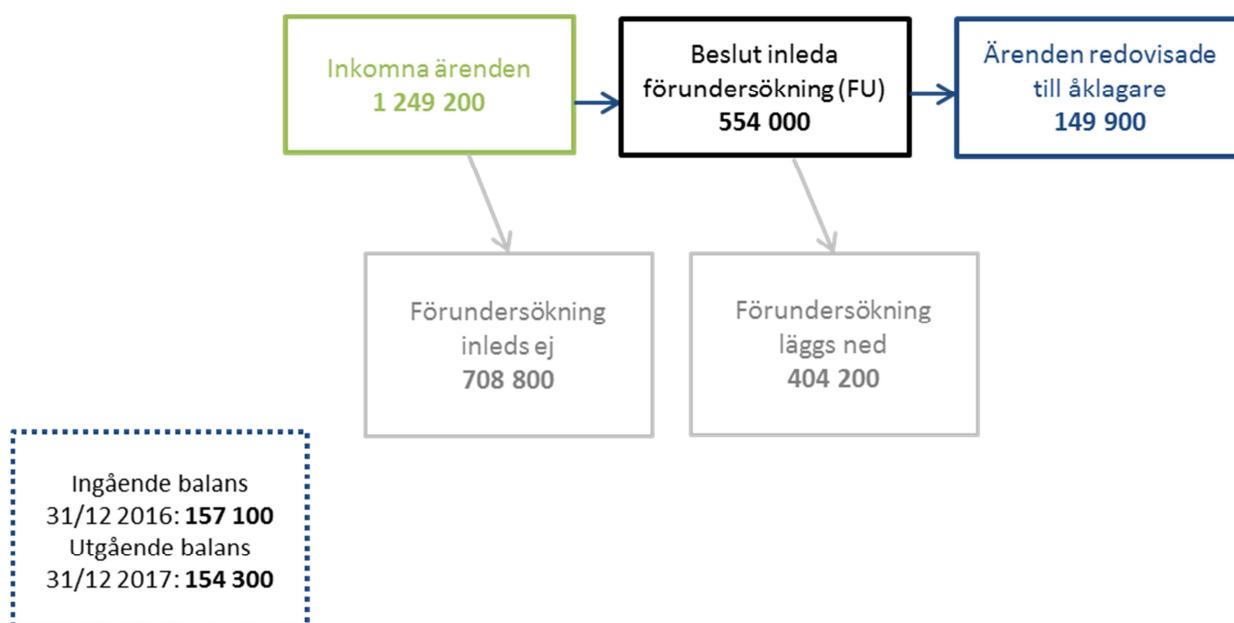 Inkomna ärenden
1 249 200
Beslut inleda
förundersökning (FU)
554 000
Ärenden redovisade
till åklagare
149 900
Förundersökning
inleds ej
708 800
Förundersökning
läggs ned
404 200
Ingående balans
31/12 2016: 157 100
Utgående balans
31/12 2017: 154 300